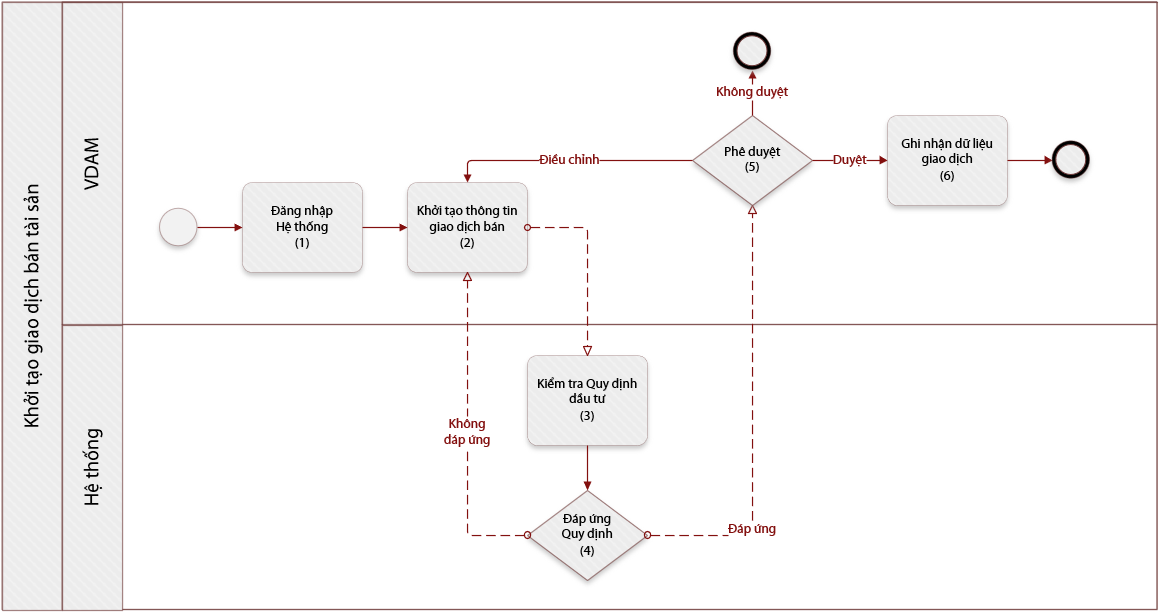 Khởi tạo giao dịch bán tài sản
VDAM
Hệ thống
Không duyệt
Phê duyệt
(5)
Điều chỉnh
Duyệt
Ghi nhận dữ liệu
giao dịch
(6)
Đăng nhập
Hệ thống
(1)
Khởi tạo thông tin
giao dịch bán
(2)
Kiểm tra Quy định
dầu tư
(3)
Không
dáp ứng
Đáp ứng
Quy định
(4)
Đáp ứng